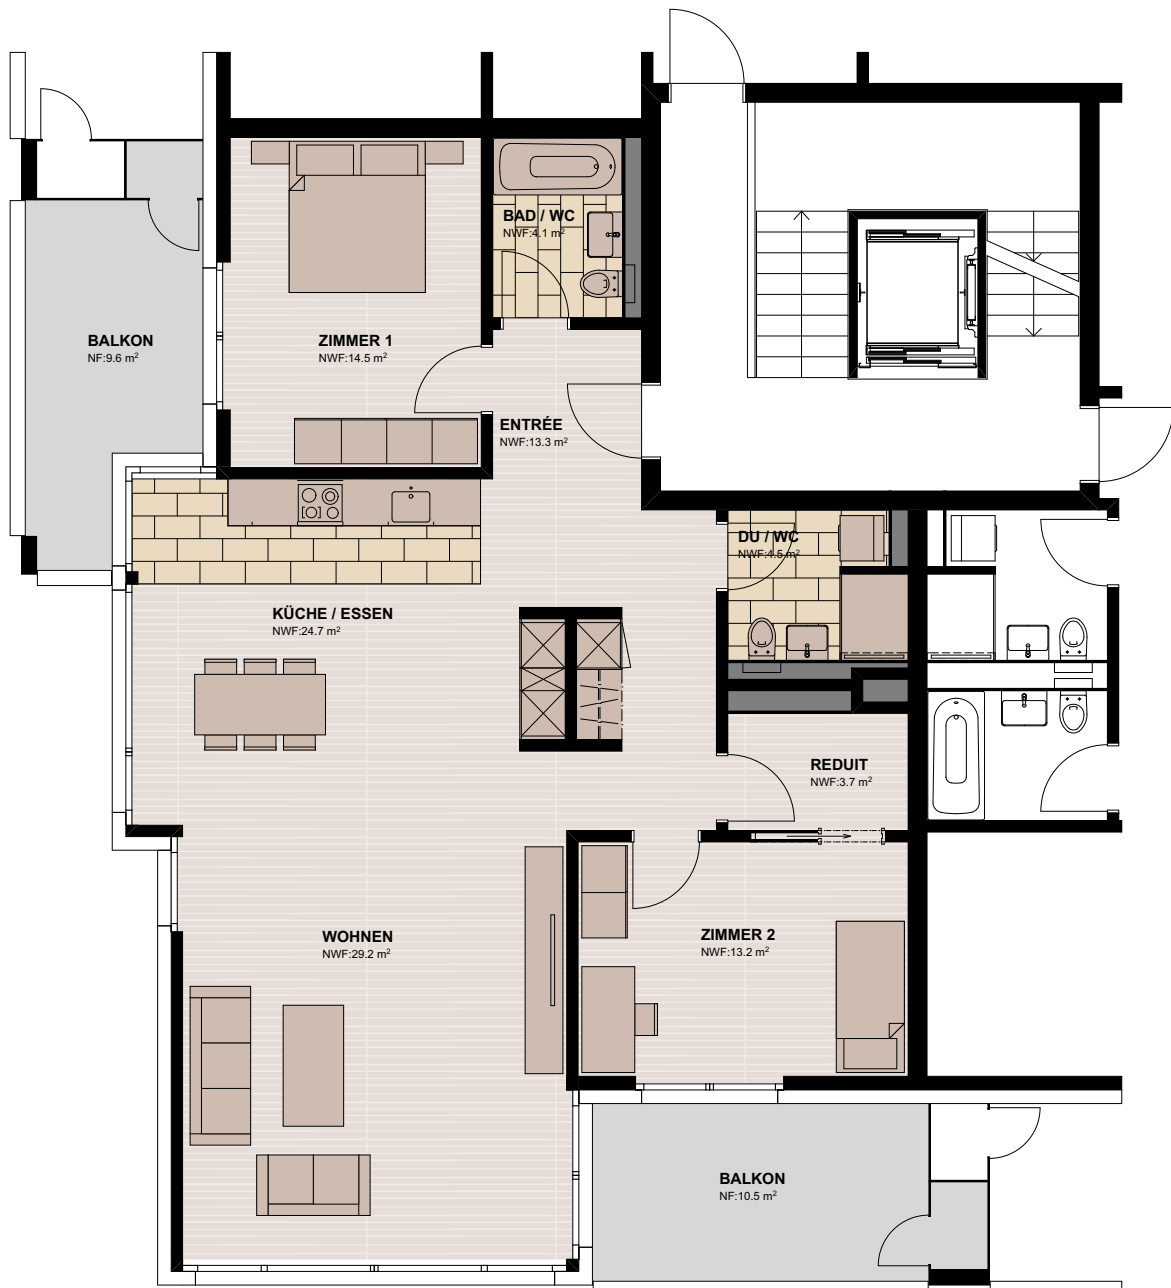 BAD / WC
NWF:4.1 m²
BALKON
NF:9.6 m²
ZIMMER 1
NWF:14.5 m²
ENTRÉE
NWF:13.3 m²
DU / WC
NWF:4.5 m²
KÜCHE / ESSEN
NWF:24.7 m²
REDUIT
NWF:3.7 m²
WOHNEN
NWF:29.2 m²
ZIMMER 2
NWF:13.2 m²
BALKON
NF:10.5 m²